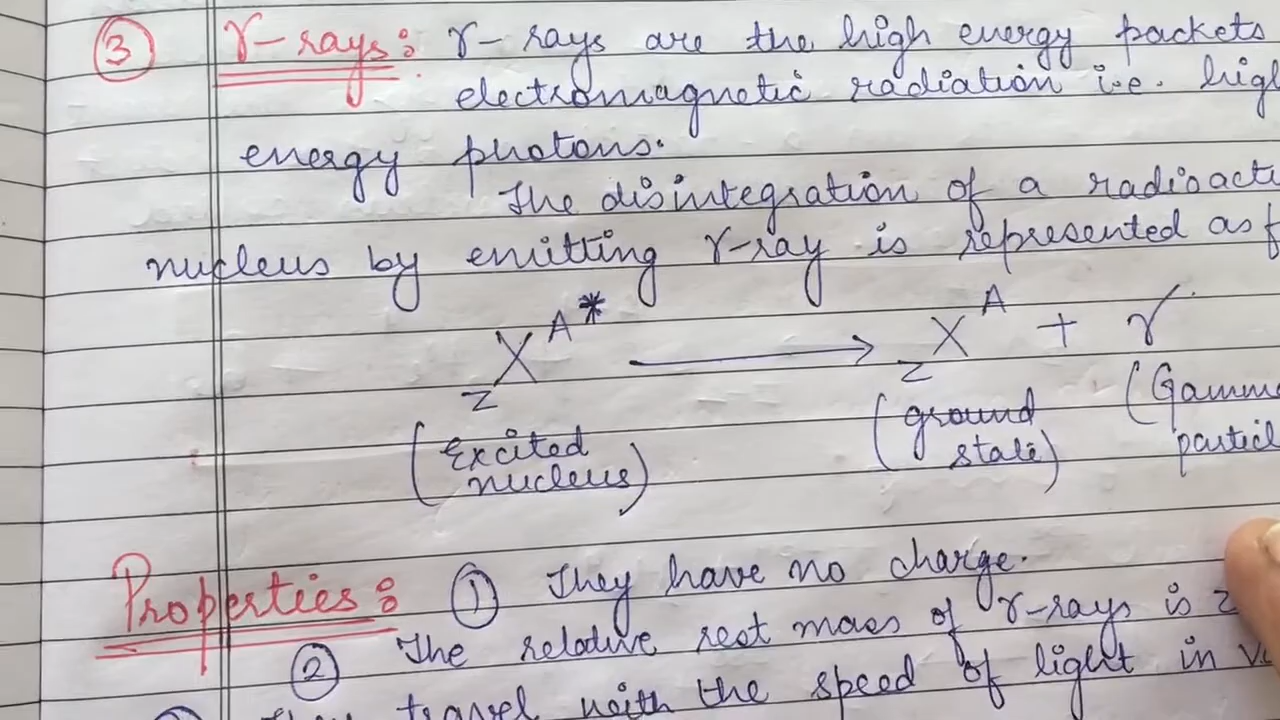 ③ γ-rays: γ-rays are the high energy packets
electromagnetic radiation i.e. high
energy photons.
The disintegration of a radioacti
nucleus by emitting γ-ray is represented as f
zX^A* → zX^A + γ
(Excited nucleus) (ground state) (Gamma particl
Properties: ① They have no charge.
② The relative rest mass of γ-rays is z
They travel with the speed of light in va